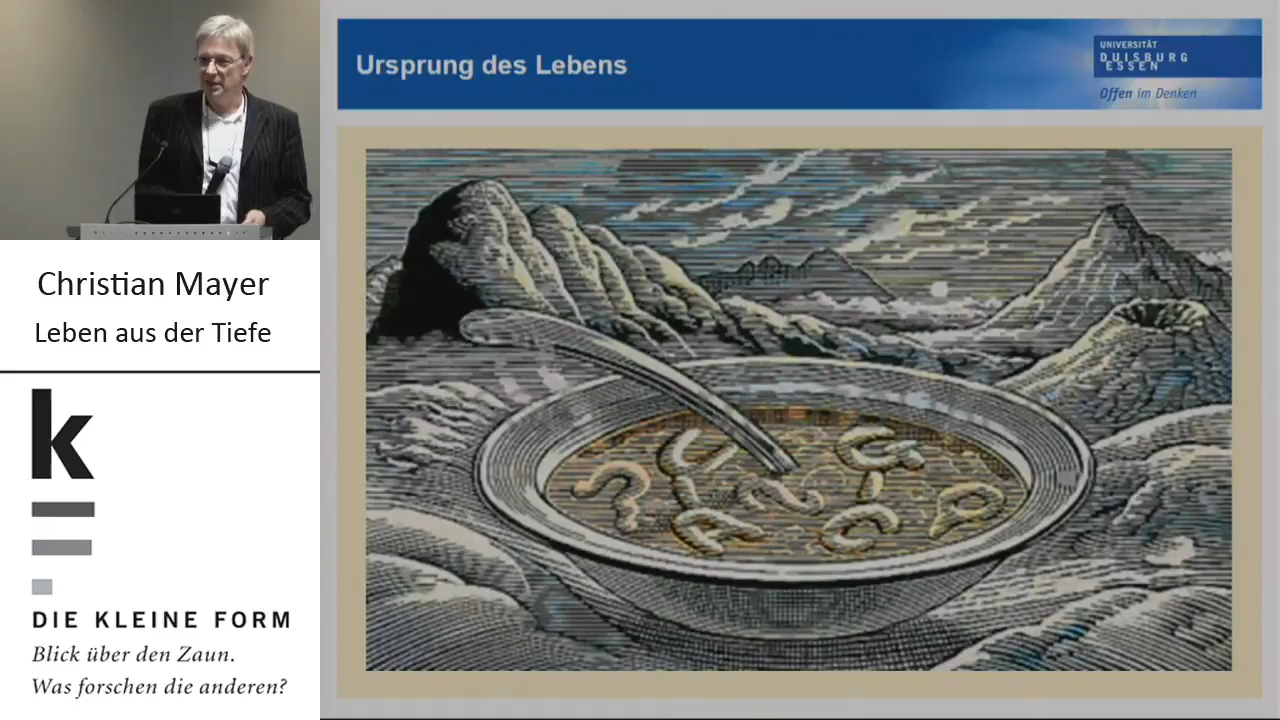 Ursprung des Lebens
UNIVERSITÄT
DUISBURG
ESSEN
Offen im Denken
Christian Mayer
Leben aus der Tiefe
k
DIE KLEINE FORM
Blick über den Zaun.
Was forschen die anderen?